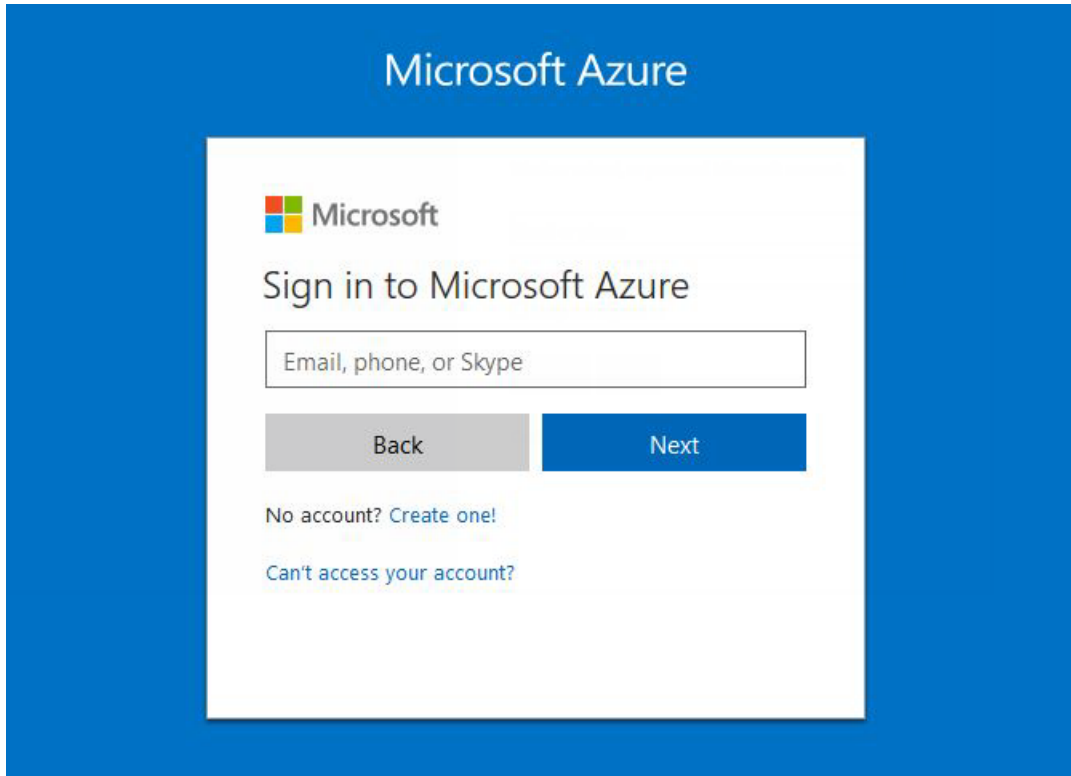 Microsoft Azure
Microsoft
Sign in to Microsoft Azure
Email, phone, or Skype
Back Next
No account? Create one!
Can't access your account?